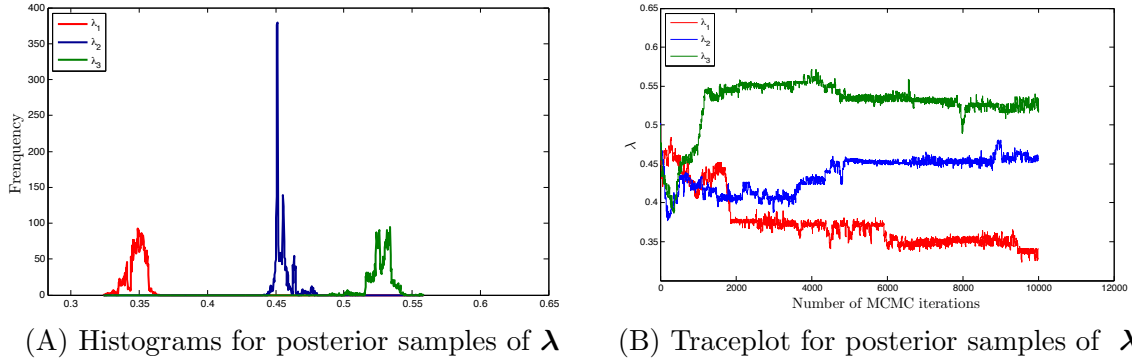 400
350
300
250
200
150
100
50
0
Frenquency
λ1
λ2
λ3
0.3 0.35 0.4 0.45 0.5 0.55 0.6 0.65
(A) Histograms for posterior samples of λ
0.65
0.6
0.55
0.5
0.45
0.4
0.35
λ
λ1
λ2
λ3
0 2000 4000 6000 8000 10000 12000
Number of MCMC iterations
(B) Traceplot for posterior samples of λ